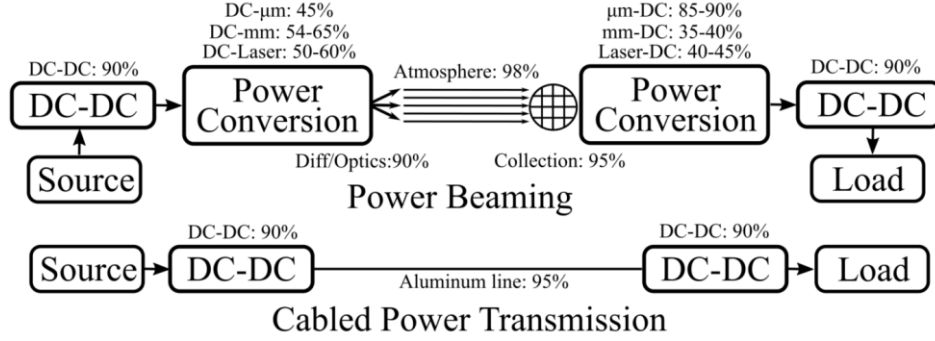 DC-μm: 45%
DC-mm: 54-65%
DC-Laser: 50-60%
μm-DC: 85-90%
mm-DC: 35-40%
Laser-DC: 40-45%
DC-DC: 90%
DC-DC
Power
Conversion
Atmosphere: 98%
Power
Conversion
DC-DC: 90%
DC-DC
Diff/Optics:90%
Collection: 95%
Source
Load
Power Beaming
DC-DC: 90%
DC-DC: 90%
Source
DC-DC
Aluminum line: 95%
DC-DC
Load
Cabled Power Transmission